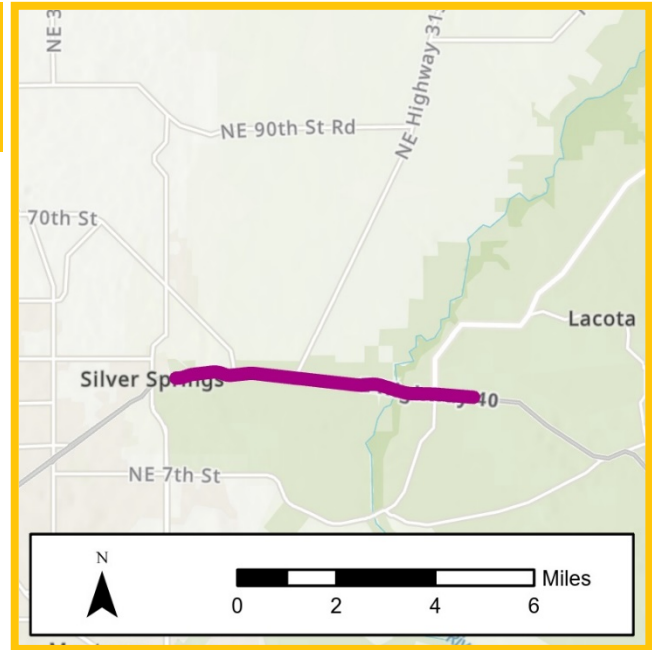 NE 3
NE Highway 31
NE 90th St Rd
70th St
Lacota
Silver Springs
40
NE 7th St
N
Miles
0 2 4 6